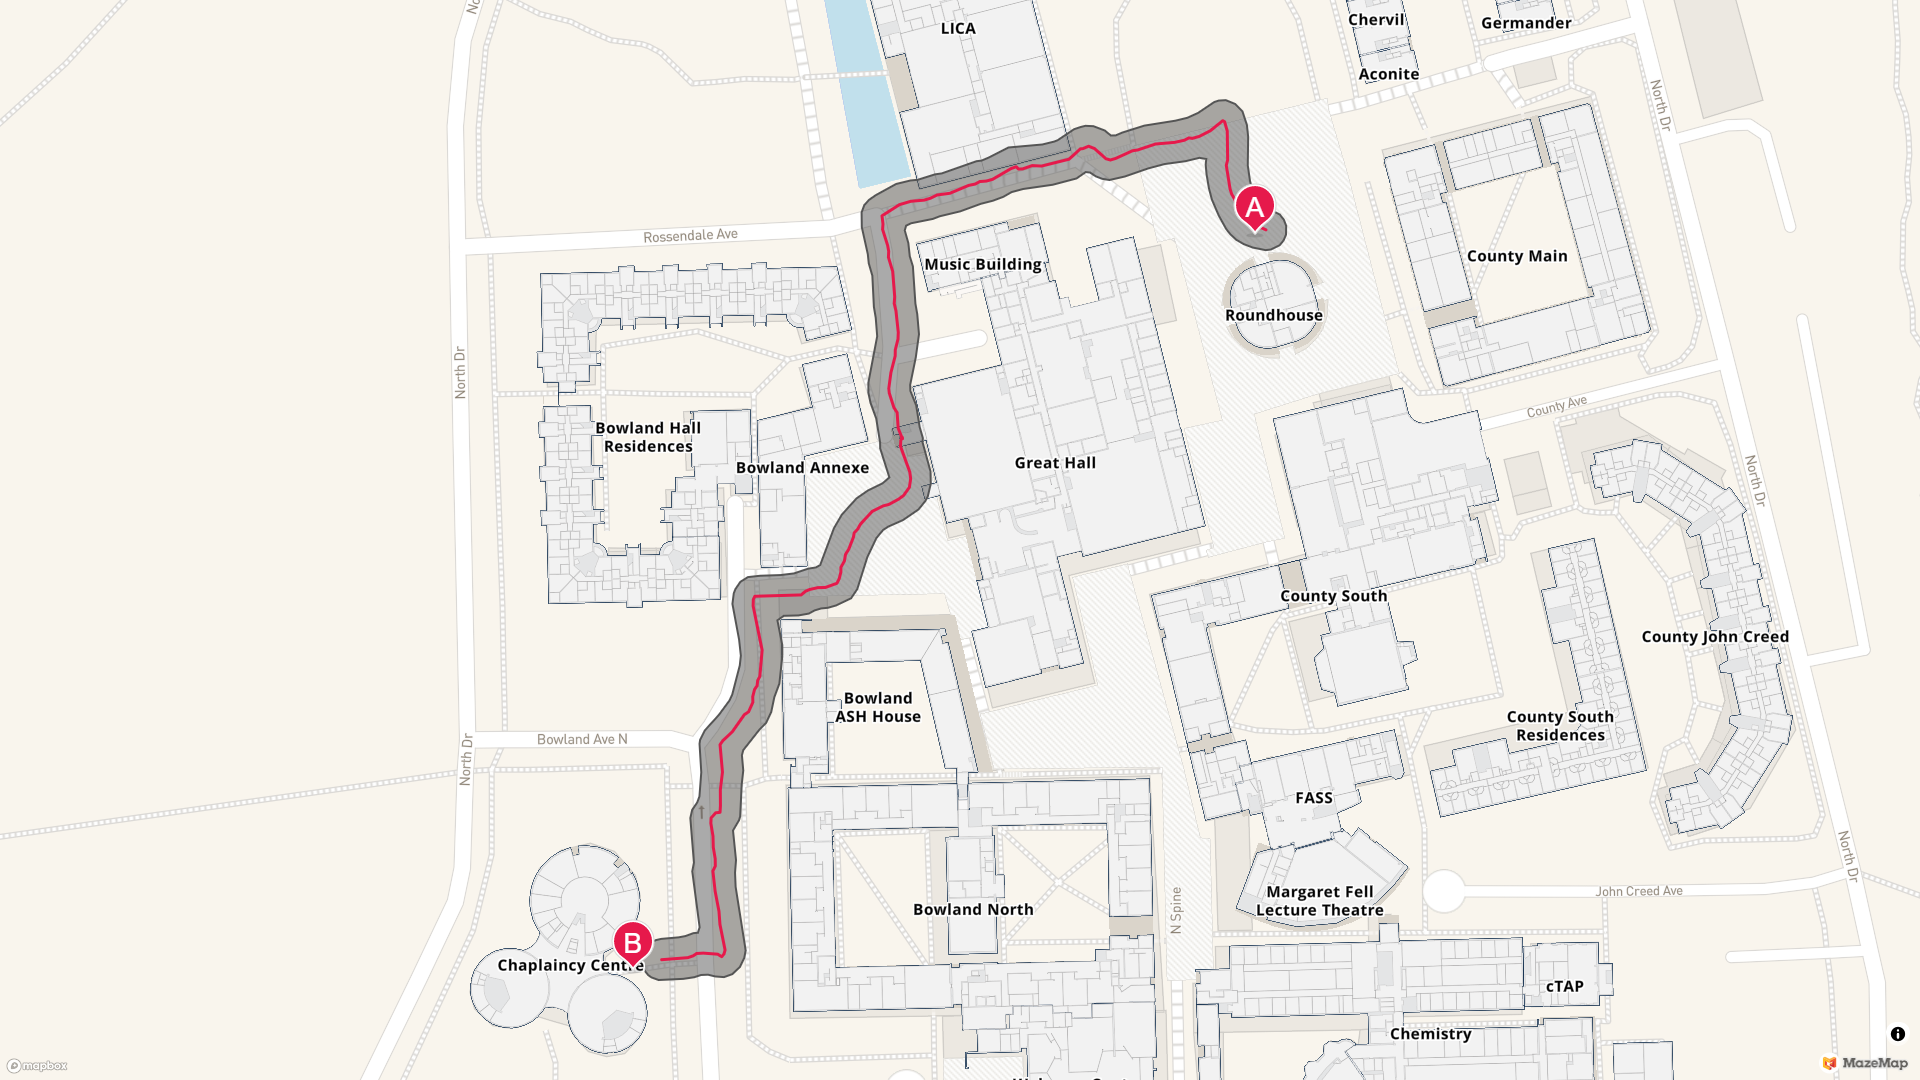 LICA
Chervil
Germander
Aconite
North Dr
A
Rossendale Ave
Music Building
County Main
Roundhouse
North Dr
County Ave
Bowland Hall
Residences
Bowland Annexe
Great Hall
North Dr
County South
County John Creed
Bowland
ASH House
County South
Residences
Bowland Ave N
North Dr
FASS
North Dr
Margaret Fell
Lecture Theatre
John Creed Ave
Bowland North
N Spine
B
Chaplaincy Centre
cTAP
Chemistry
mapbox
MazeMap